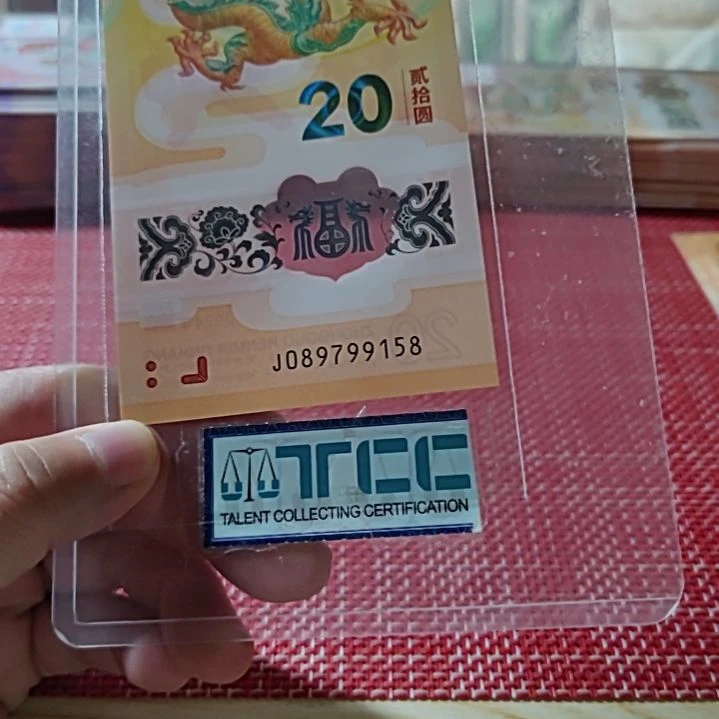 20
贰拾圆
福
J089799158
TCC
TALENT COLLECTING CERTIFICATION